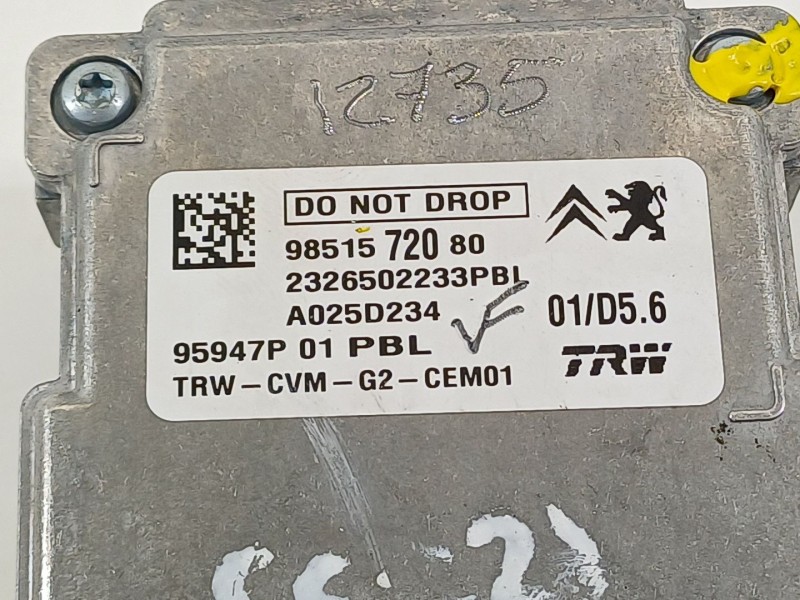 12735
DO NOT DROP
98515 720 80
2326502233PBL
A025D234
01/D5.6
95947P 01 PBL
TRW
TRW-CVM-G2-CEM01